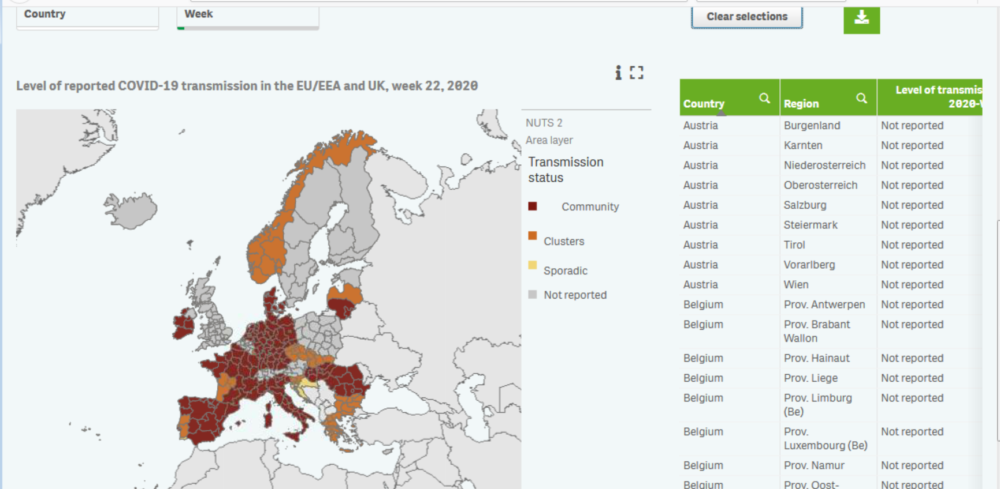 Country
Week
Clear selections
Level of reported COVID-19 transmission in the EU/EEA and UK, week 22, 2020
NUTS 2
Area layer
Transmission
status
Community
Clusters
Sporadic
Not reported
Country Region Level of transmis
2020-
Austria Burgenland Not reported
Austria Karnten Not reported
Austria Niederosterreich Not reported
Austria Oberosterreich Not reported
Austria Salzburg Not reported
Austria Steiermark Not reported
Austria Tirol Not reported
Austria Vorarlberg Not reported
Austria Wien Not reported
Belgium Prov. Antwerpen Not reported
Belgium Prov. Brabant Not reported
Wallon
Belgium Prov. Hainaut Not reported
Belgium Prov. Liege Not reported
Belgium Prov. Limburg Not reported
(Be)
Belgium Prov. Not reported
Luxembourg (Be)
Belgium Prov. Namur Not reported
Belgium Prov. Oost- Not reported